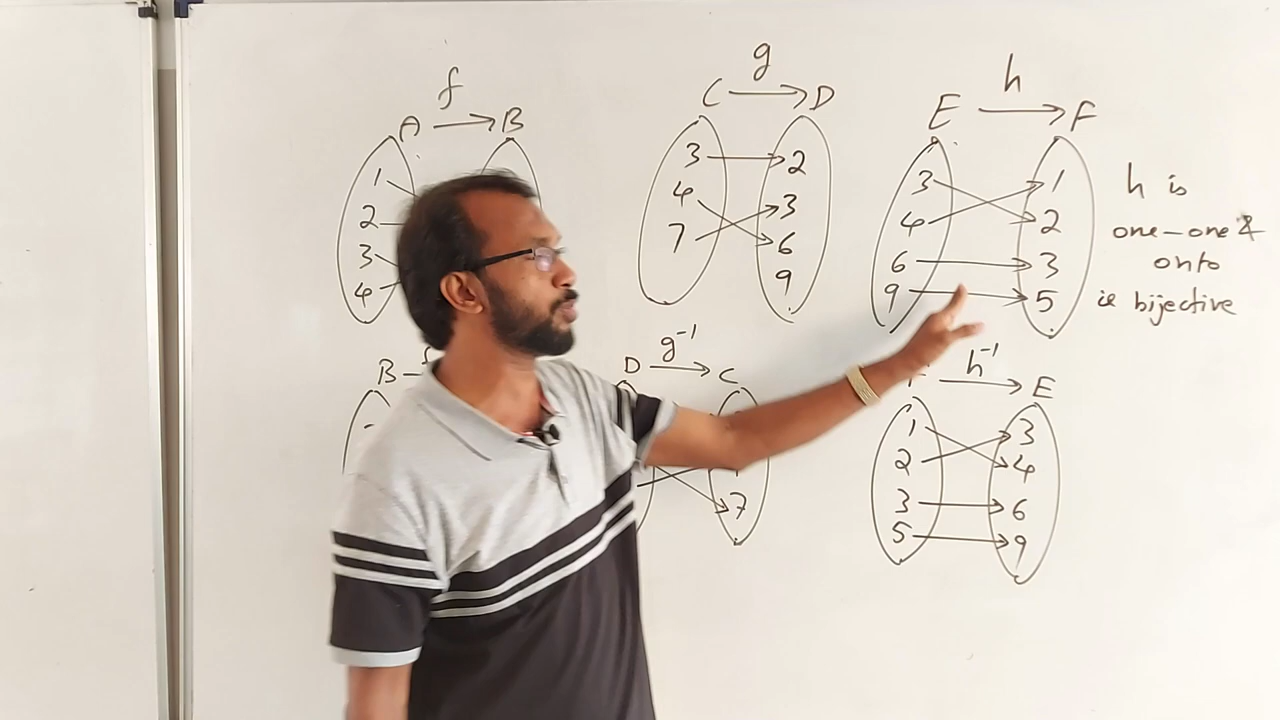 f
A → B
1
2
3
4
g
C → D
3 2
4 3
7 6
9
h
E → F
3 1
4 2
6 3
9 5
h is
one-one &
onto
ie bijective
B
g⁻¹
D → C
7
h⁻¹
→ E
1 3
2 4
3 6
5 9